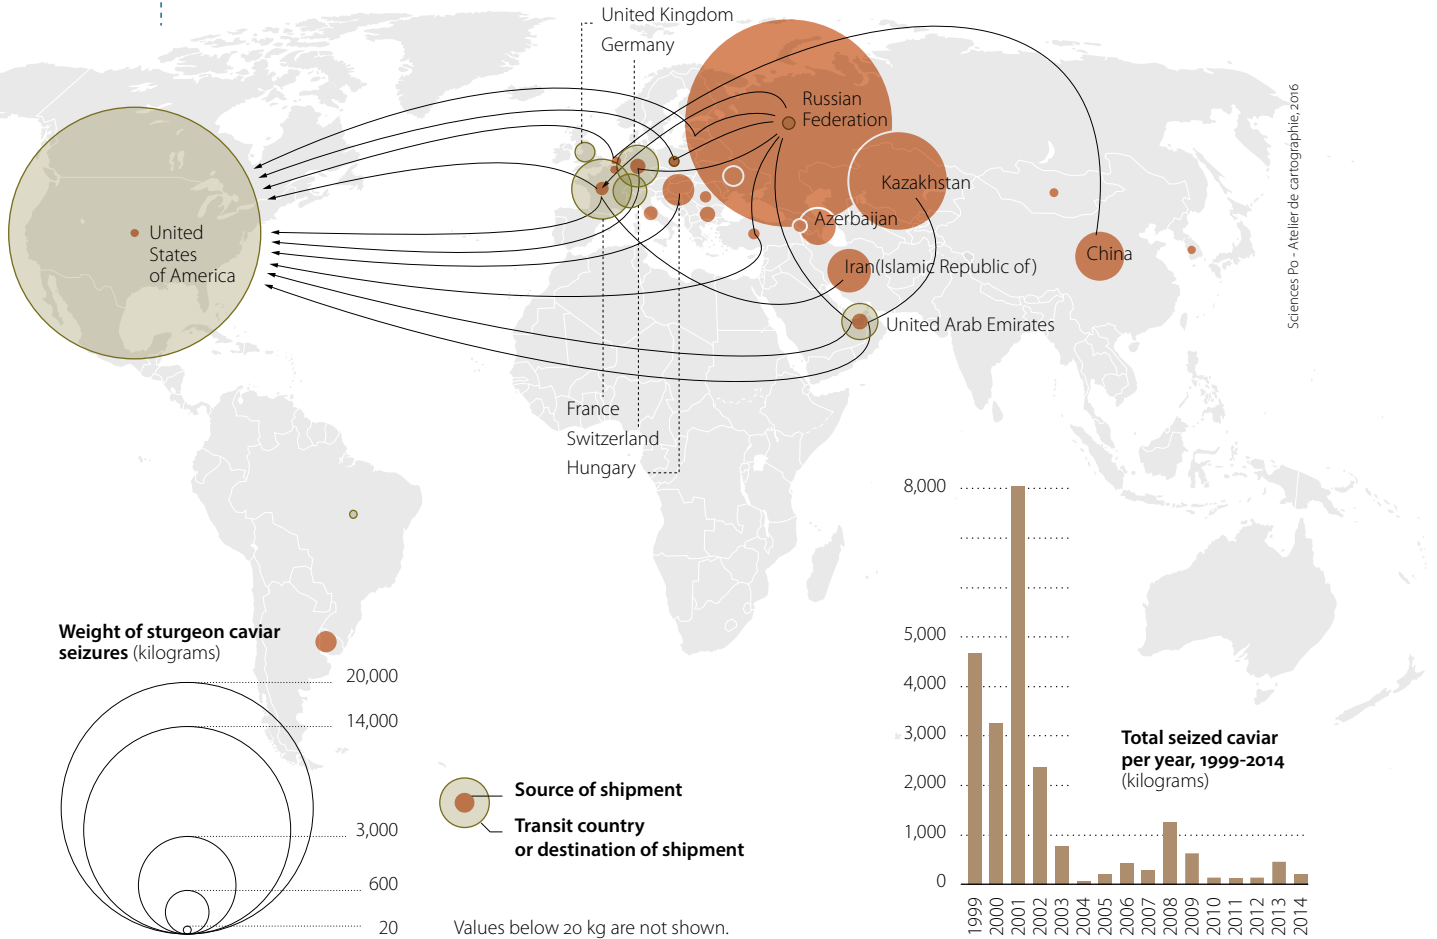 United Kingdom
Germany
Russian
Federation
Kazakhstan
Azerbaijan
United
States
of America
China
Iran(Islamic Republic of)
United Arab Emirates
France
Switzerland
Hungary
Sciences Po - Atelier de cartographie, 2016
Weight of sturgeon caviar
seizures (kilograms)
20,000
14,000
3,000
600
20
Source of shipment
Transit country
or destination of shipment
Values below 20 kg are not shown.
8,000
5,000
4,000
3,000
2,000
1,000
0
Total seized caviar
per year, 1999-2014
(kilograms)
1999
2000
2001
2002
2003
2004
2005
2006
2007
2008
2009
2010
2011
2012
2013
2014